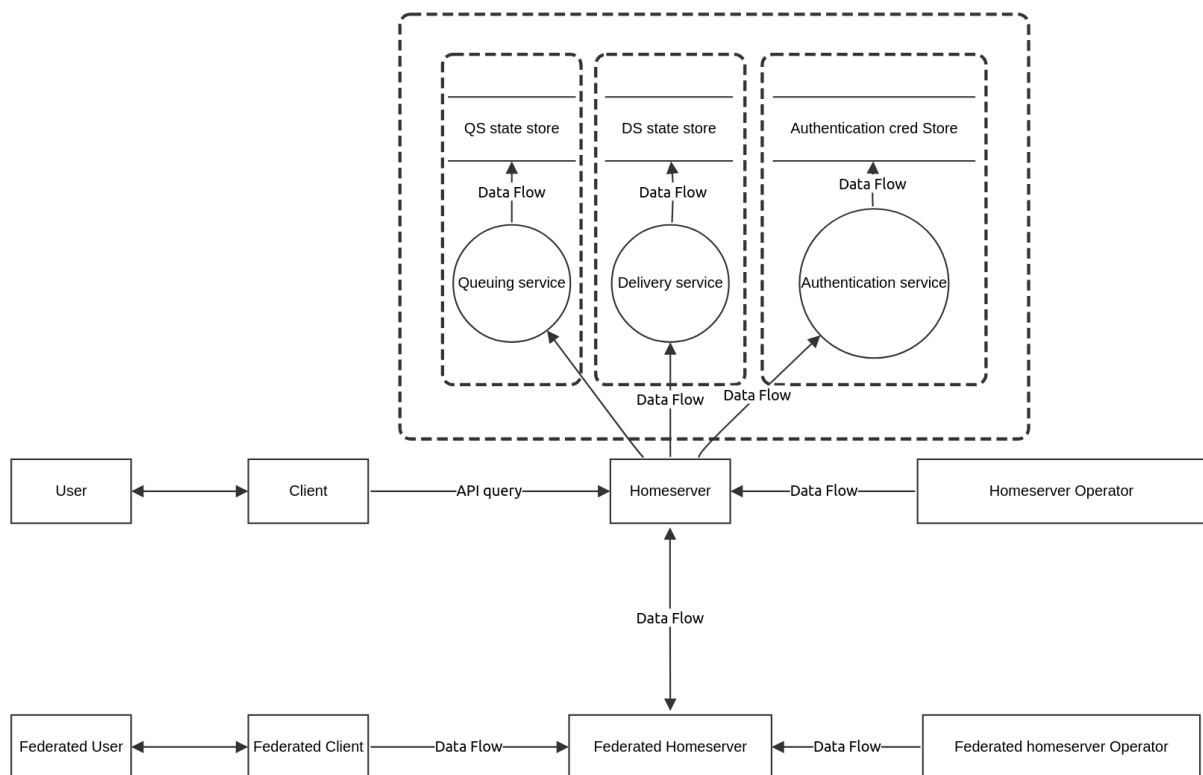 QS state store
DS state store
Authentication cred Store
Data Flow
Data Flow
Data Flow
Queuing service
Delivery service
Authentication service
Data Flow
Data Flow
User
Client
API query
Homeserver
Data Flow
Homeserver Operator
Data Flow
Federated User
Federated Client
Data Flow
Federated Homeserver
Data Flow
Federated homeserver Operator